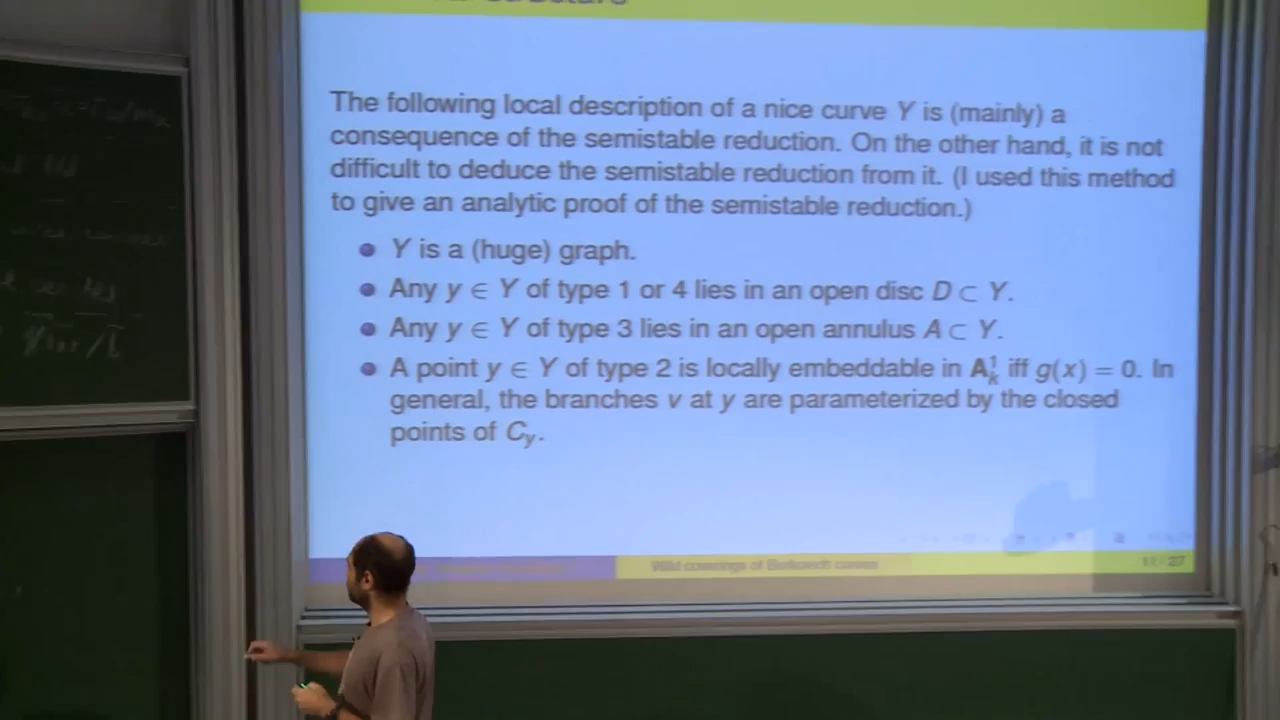 The following local description of a nice curve Y is (mainly) a
consequence of the semistable reduction. On the other hand, it is not
difficult to deduce the semistable reduction from it. (I used this method
to give an analytic proof of the semistable reduction.)
Y is a (huge) graph.
Any y ∈ Y of type 1 or 4 lies in an open disc D ⊂ Y.
Any y ∈ Y of type 3 lies in an open annulus A ⊂ Y.
A point y ∈ Y of type 2 is locally embeddable in A¹ₖ iff g(x) = 0. In
general, the branches v at y are parameterized by the closed
points of C_y.
Wild coverings of Berkovich curves
11 / 27